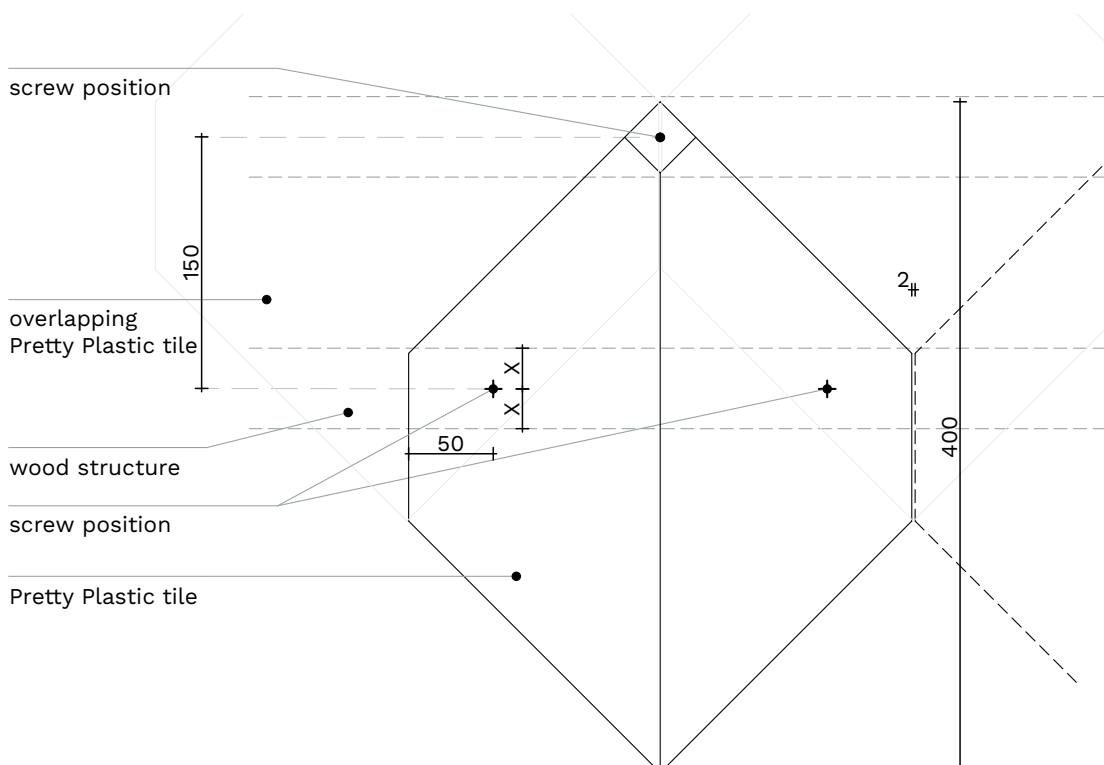 screw position
150
overlapping
Pretty Plastic tile
2
X
X
50
400
wood structure
screw position
Pretty Plastic tile